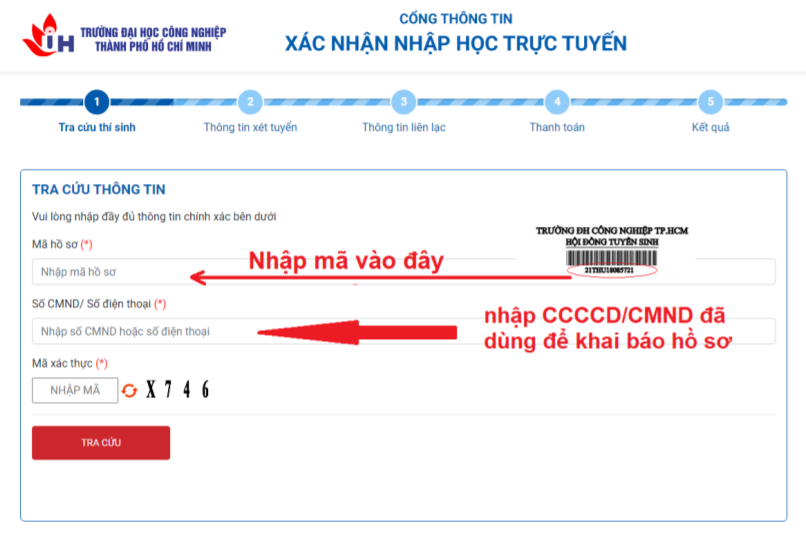 TRƯỜNG ĐẠI HỌC CÔNG NGHIỆP
THÀNH PHỐ HỒ CHÍ MINH
CỔNG THÔNG TIN
XÁC NHẬN NHẬP HỌC TRỰC TUYẾN
1
2
3
4
5
Tra cứu thí sinh
Thông tin xét tuyển
Thông tin liên lạc
Thanh toán
Kết quả
TRA CỨU THÔNG TIN
Vui lòng nhập đầy đủ thông tin chính xác bên dưới
TRƯỜNG ĐH CÔNG NGHIỆP TP.HCM
HỘI ĐỒNG TUYỂN SINH
21THU18085721
Mã hồ sơ (*)
Nhập mã vào đây
Nhập mã hồ sơ
Số CMND/ Số điện thoại (*)
nhập CCCCD/CMND đã
dùng để khai báo hồ sơ
Nhập số CMND hoặc số điện thoại
Mã xác thực (*)
NHẬP MÃ
X 7 4 6
TRA CỨU